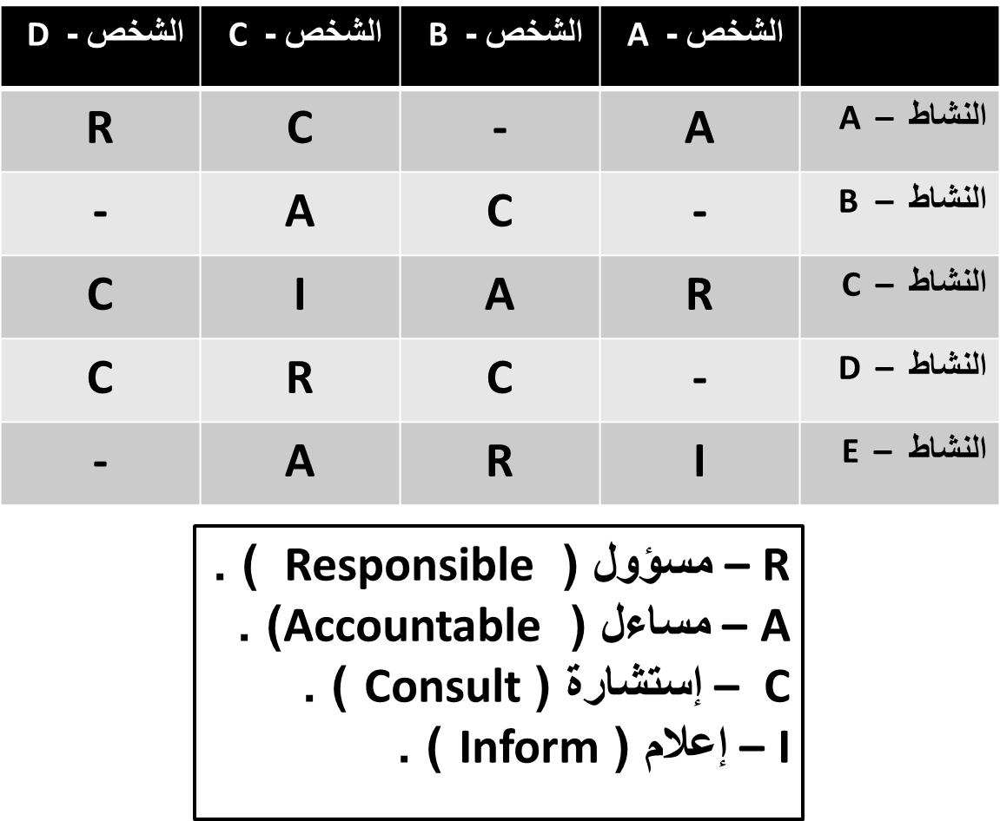 الشخص - A الشخص - B الشخص - C الشخص - D
النشاط – A A - C R
النشاط – B - C A -
النشاط – C R A I C
النشاط – D - C R C
النشاط – E I R A -
R – مسؤول ( Responsible ) .
A – مساءل ( Accountable) .
C – إستشارة ( Consult ) .
I – إعلام ( Inform ) .